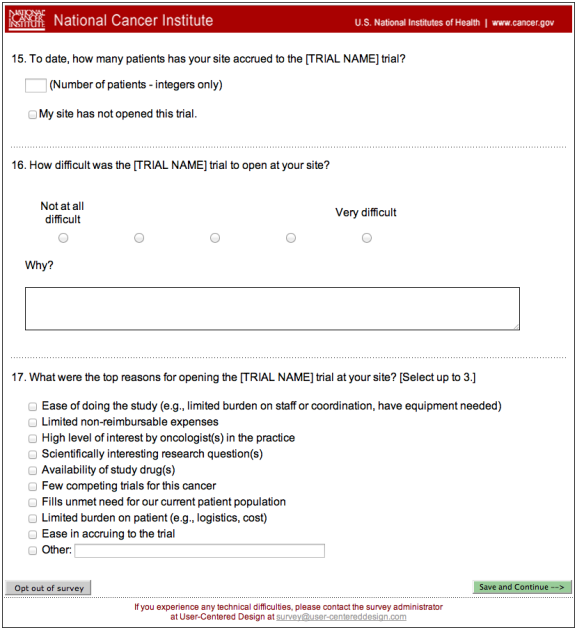 NATIONAL
CANCER
INSTITUTE
National Cancer Institute
U.S. National Institutes of Health | www.cancer.gov
15. To date, how many patients has your site accrued to the [TRIAL NAME] trial?
(Number of patients - integers only)
My site has not opened this trial.
16. How difficult was the [TRIAL NAME] trial to open at your site?
Not at all
difficult
Very difficult
Why?
17. What were the top reasons for opening the [TRIAL NAME] trial at your site? [Select up to 3.]
Ease of doing the study (e.g., limited burden on staff or coordination, have equipment needed)
Limited non-reimbursable expenses
High level of interest by oncologist(s) in the practice
Scientifically interesting research question(s)
Availability of study drug(s)
Few competing trials for this cancer
Fills unmet need for our current patient population
Limited burden on patient (e.g., logistics, cost)
Ease in accruing to the trial
Other:
Opt out of survey
Save and Continue -->
If you experience any technical difficulties, please contact the survey administrator
at User-Centered Design at survey@user-centereddesign.com